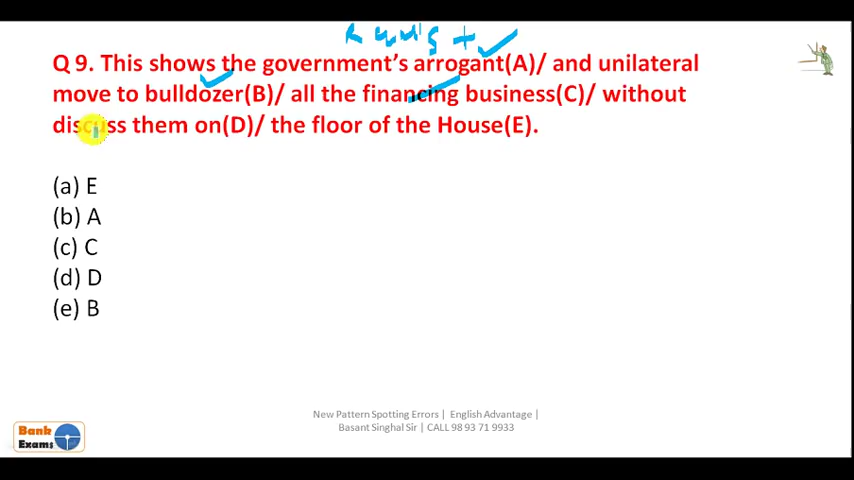 Q 9. This shows the government's arrogant(A)/ and unilateral
move to bulldozer(B)/ all the financing business(C)/ without
discuss them on(D)/ the floor of the House(E).
(a) E
(b) A
(c) C
(d) D
(e) B
New Pattern Spotting Errors | English Advantage |
Basant Singhal Sir | CALL 98 93 71 9933
Bank
Exams